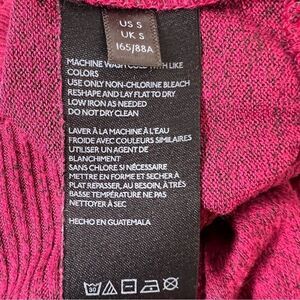 US S
UK S
165/88A
MACHINE WASH COLD WITH LIKE
COLORS
USE ONLY NON-CHLORINE BLEACH
RESHAPE AND LAY FLAT TO DRY
LOW IRON AS NEEDED
DO NOT DRY CLEAN
LAVER À LA MACHINE À L'EAU
FROIDE AVEC COULEURS SIMILAIRES
UTILISER UN AGENT DE
BLANCHIMENT
SANS CHLORE SI NÉCESSAIRE
METTRE EN FORME ET SÉCHER À
PLAT REPASSER, AU BESOIN, À TRÈS
BASSE TEMPÉRATURE NE PAS
NETTOYER À SEC
HECHO EN GUATEMALA
30